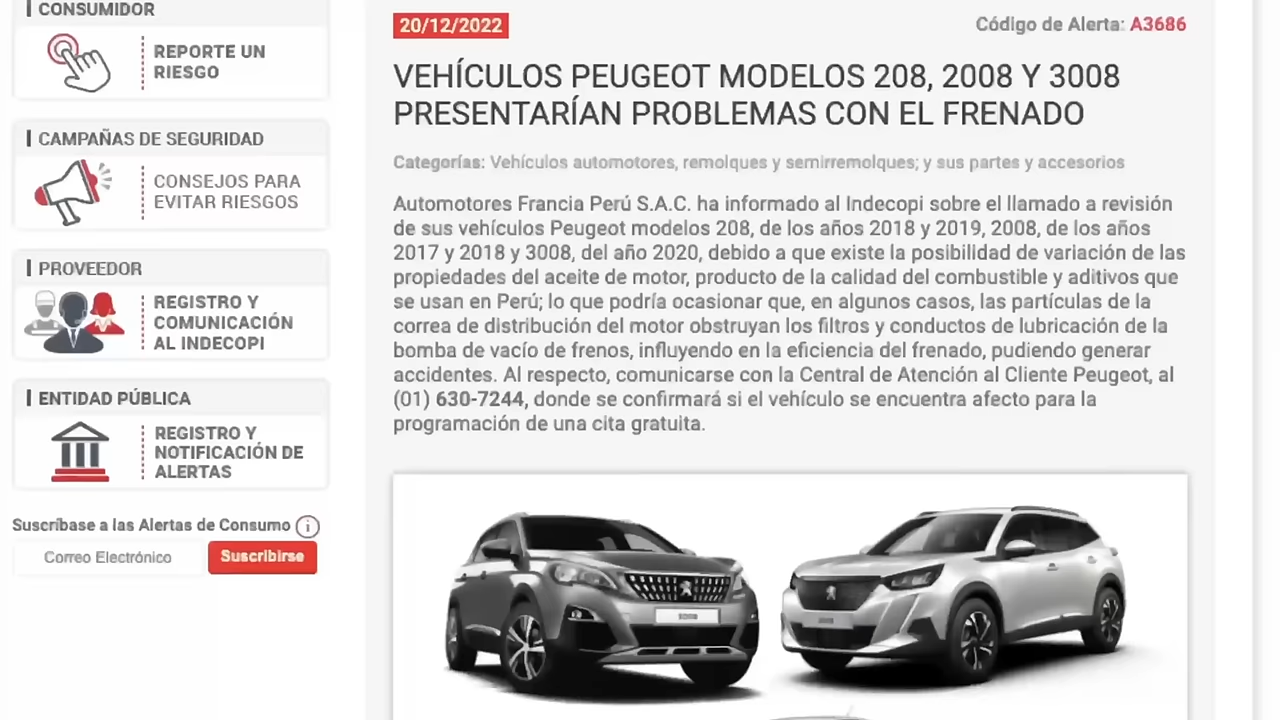 CONSUMIDOR
REPORTE UN
RIESGO
CAMPAÑAS DE SEGURIDAD
CONSEJOS PARA
EVITAR RIESGOS
PROVEEDOR
REGISTRO Y
COMUNICACIÓN
AL INDECOPI
ENTIDAD PÚBLICA
REGISTRO Y
NOTIFICACIÓN DE
ALERTAS
Suscríbase a las Alertas de Consumo
Correo Electrónico
Suscribirse
20/12/2022
Código de Alerta: A3686
VEHÍCULOS PEUGEOT MODELOS 208, 2008 Y 3008
PRESENTARÍAN PROBLEMAS CON EL FRENADO
Categorías: Vehículos automotores, remolques y semirremolques; y sus partes y accesorios
Automotores Francia Perú S.A.C. ha informado al Indecopi sobre el llamado a revisión
de sus vehículos Peugeot modelos 208, de los años 2018 y 2019, 2008, de los años
2017 y 2018 y 3008, del año 2020, debido a que existe la posibilidad de variación de las
propiedades del aceite de motor, producto de la calidad del combustible y aditivos que
se usan en Perú; lo que podría ocasionar que, en algunos casos, las partículas de la
correa de distribución del motor obstruyan los filtros y conductos de lubricación de la
bomba de vacío de frenos, influyendo en la eficiencia del frenado, pudiendo generar
accidentes. Al respecto, comunicarse con la Central de Atención al Cliente Peugeot, al
(01) 630-7244, donde se confirmará si el vehículo se encuentra afecto para la
programación de una cita gratuita.